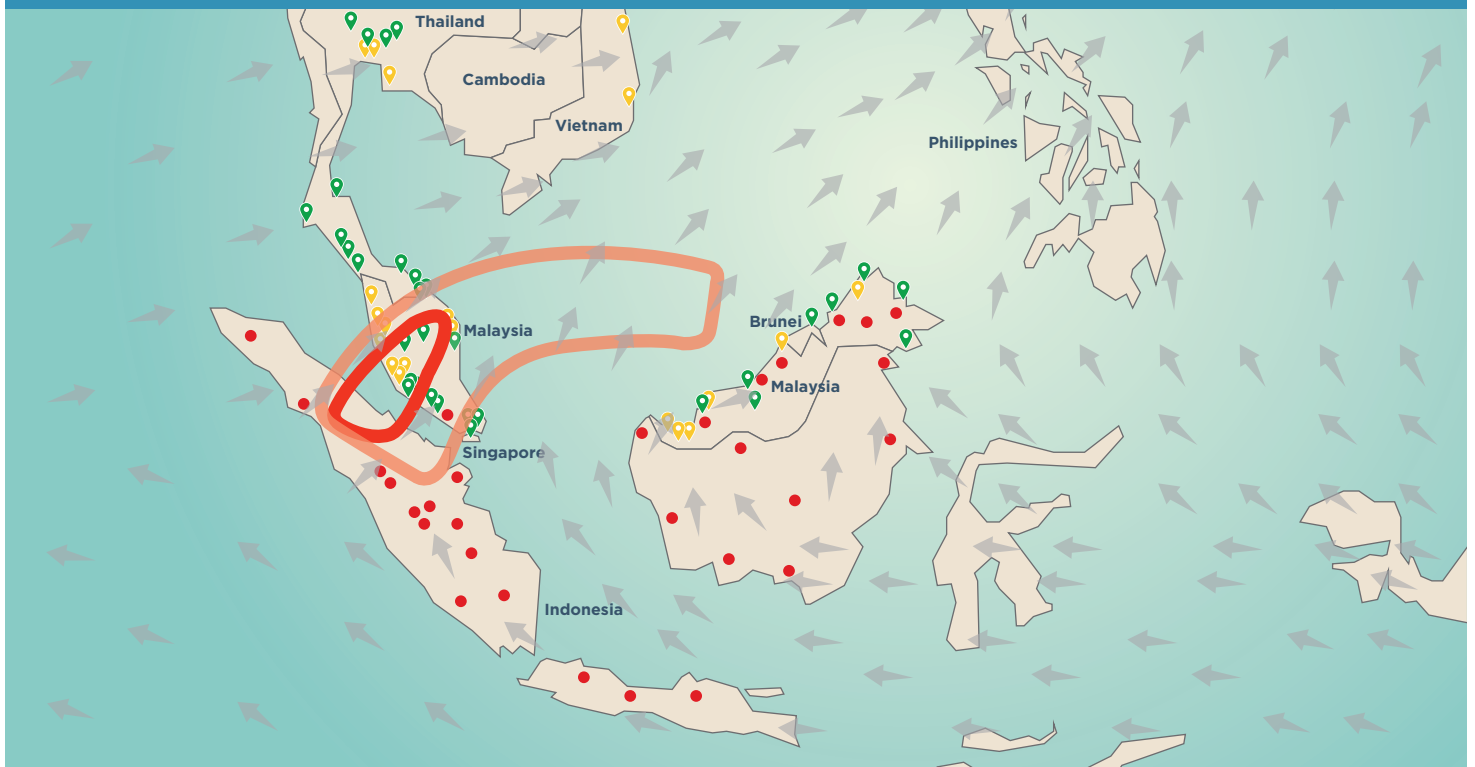 Thailand
Cambodia
Vietnam
Philippines
Malaysia
Brunei
Malaysia
Singapore
Indonesia